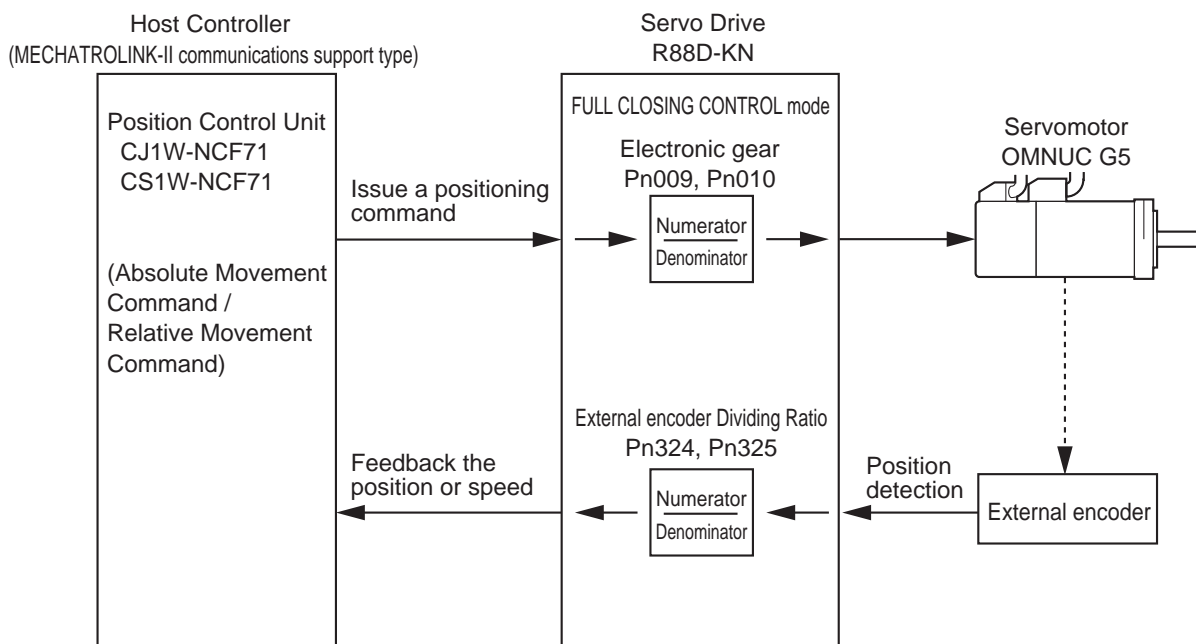 Host Controller
(MECHATROLINK-II communications support type)
Position Control Unit
CJ1W-NCF71
CS1W-NCF71
(Absolute Movement
Command /
Relative Movement
Command)
Issue a positioning
command
Feedback the
position or speed
Servo Drive
R88D-KN
FULL CLOSING CONTROL mode
Electronic gear
Pn009, Pn010
Numerator
Denominator
External encoder Dividing Ratio
Pn324, Pn325
Numerator
Denominator
Servomotor
OMNUC G5
Position
detection
External encoder